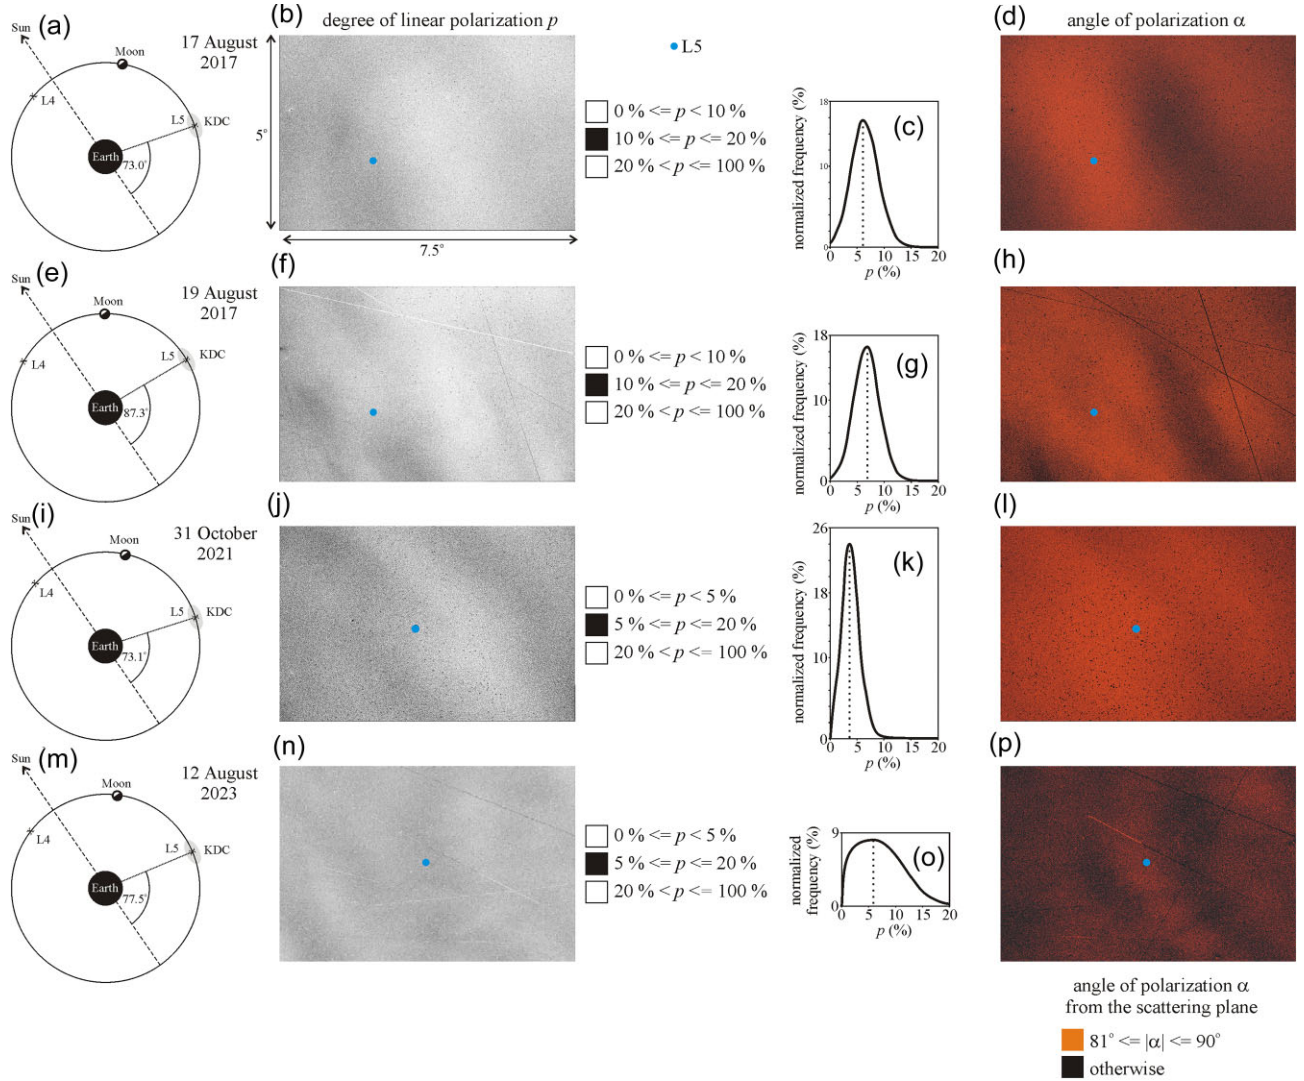 (a)
Sun
17 August
2017
Moon
L4
L5
KDC
Earth
73.0°
(b)
degree of linear polarization p
5°
7.5°
L5
0 % <= p < 10 %
10 % <= p <= 20 %
20 % < p <= 100 %
(c)
normalized frequency (%)
18
10
0
0 5 10 15 20
p (%)
(d)
angle of polarization α
(e)
Sun
19 August
2017
Moon
L4
L5
KDC
Earth
87.3°
(f)
0 % <= p < 10 %
10 % <= p <= 20 %
20 % < p <= 100 %
(g)
normalized frequency (%)
18
10
0
0 5 10 15 20
p (%)
(h)
(i)
Sun
31 October
2021
Moon
L4
L5
KDC
Earth
73.1°
(j)
0 % <= p < 5 %
5 % <= p <= 20 %
20 % < p <= 100 %
(k)
normalized frequency (%)
26
18
10
0
0 5 10 15 20
p (%)
(l)
(m)
Sun
12 August
2023
Moon
L4
L5
KDC
Earth
77.5°
(n)
0 % <= p < 5 %
5 % <= p <= 20 %
20 % < p <= 100 %
(o)
normalized
frequency (%)
9
0
0 5 10 15 20
p (%)
(p)
angle of polarization α
from the scattering plane
81° <= |α| <= 90°
otherwise